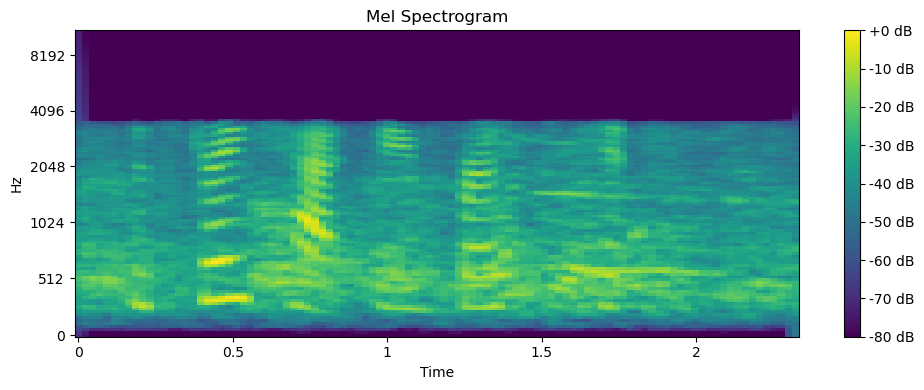 Mel Spectrogram
Hz
8192
4096
2048
1024
512
0
0
0.5
1
1.5
2
Time
+0 dB
-10 dB
-20 dB
-30 dB
-40 dB
-50 dB
-60 dB
-70 dB
-80 dB